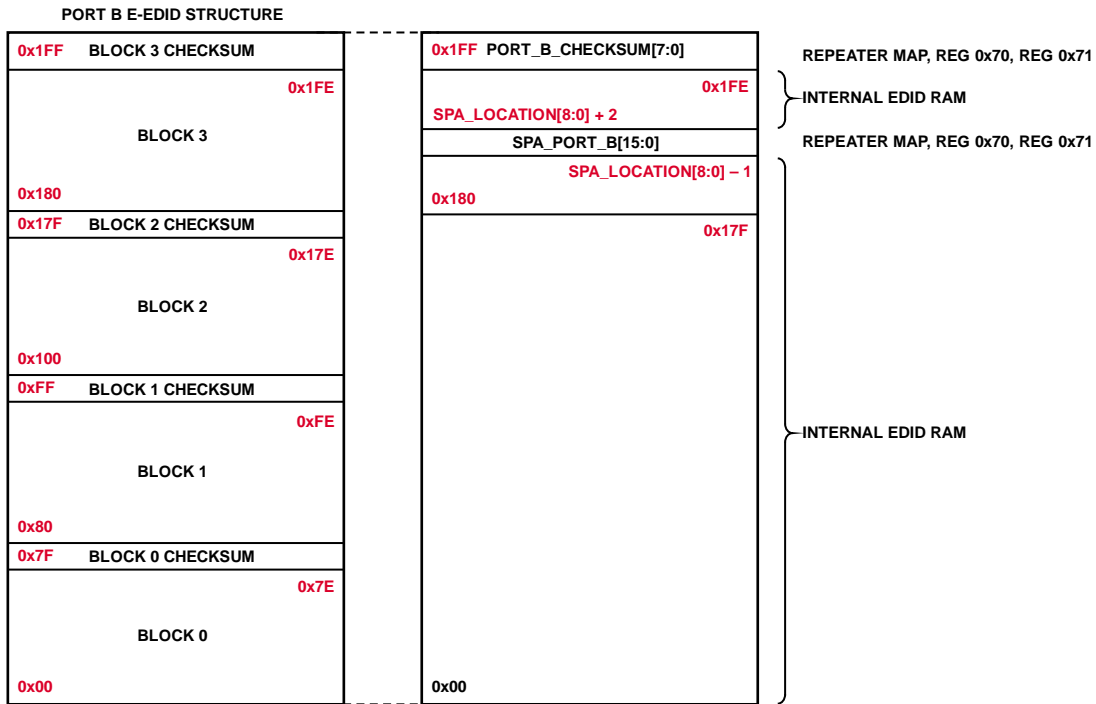 PORT B E-EDID STRUCTURE
0x1FF BLOCK 3 CHECKSUM
0x1FE
BLOCK 3
0x180
0x17F BLOCK 2 CHECKSUM
0x17E
BLOCK 2
0x100
0xFF BLOCK 1 CHECKSUM
0xFE
BLOCK 1
0x80
0x7F BLOCK 0 CHECKSUM
0x7E
BLOCK 0
0x00
0x1FF PORT_B_CHECKSUM[7:0]
0x1FE
SPA_LOCATION[8:0] + 2
SPA_PORT_B[15:0]
SPA_LOCATION[8:0] – 1
0x180
0x17F
0x00
REPEATER MAP, REG 0x70, REG 0x71
INTERNAL EDID RAM
REPEATER MAP, REG 0x70, REG 0x71
INTERNAL EDID RAM